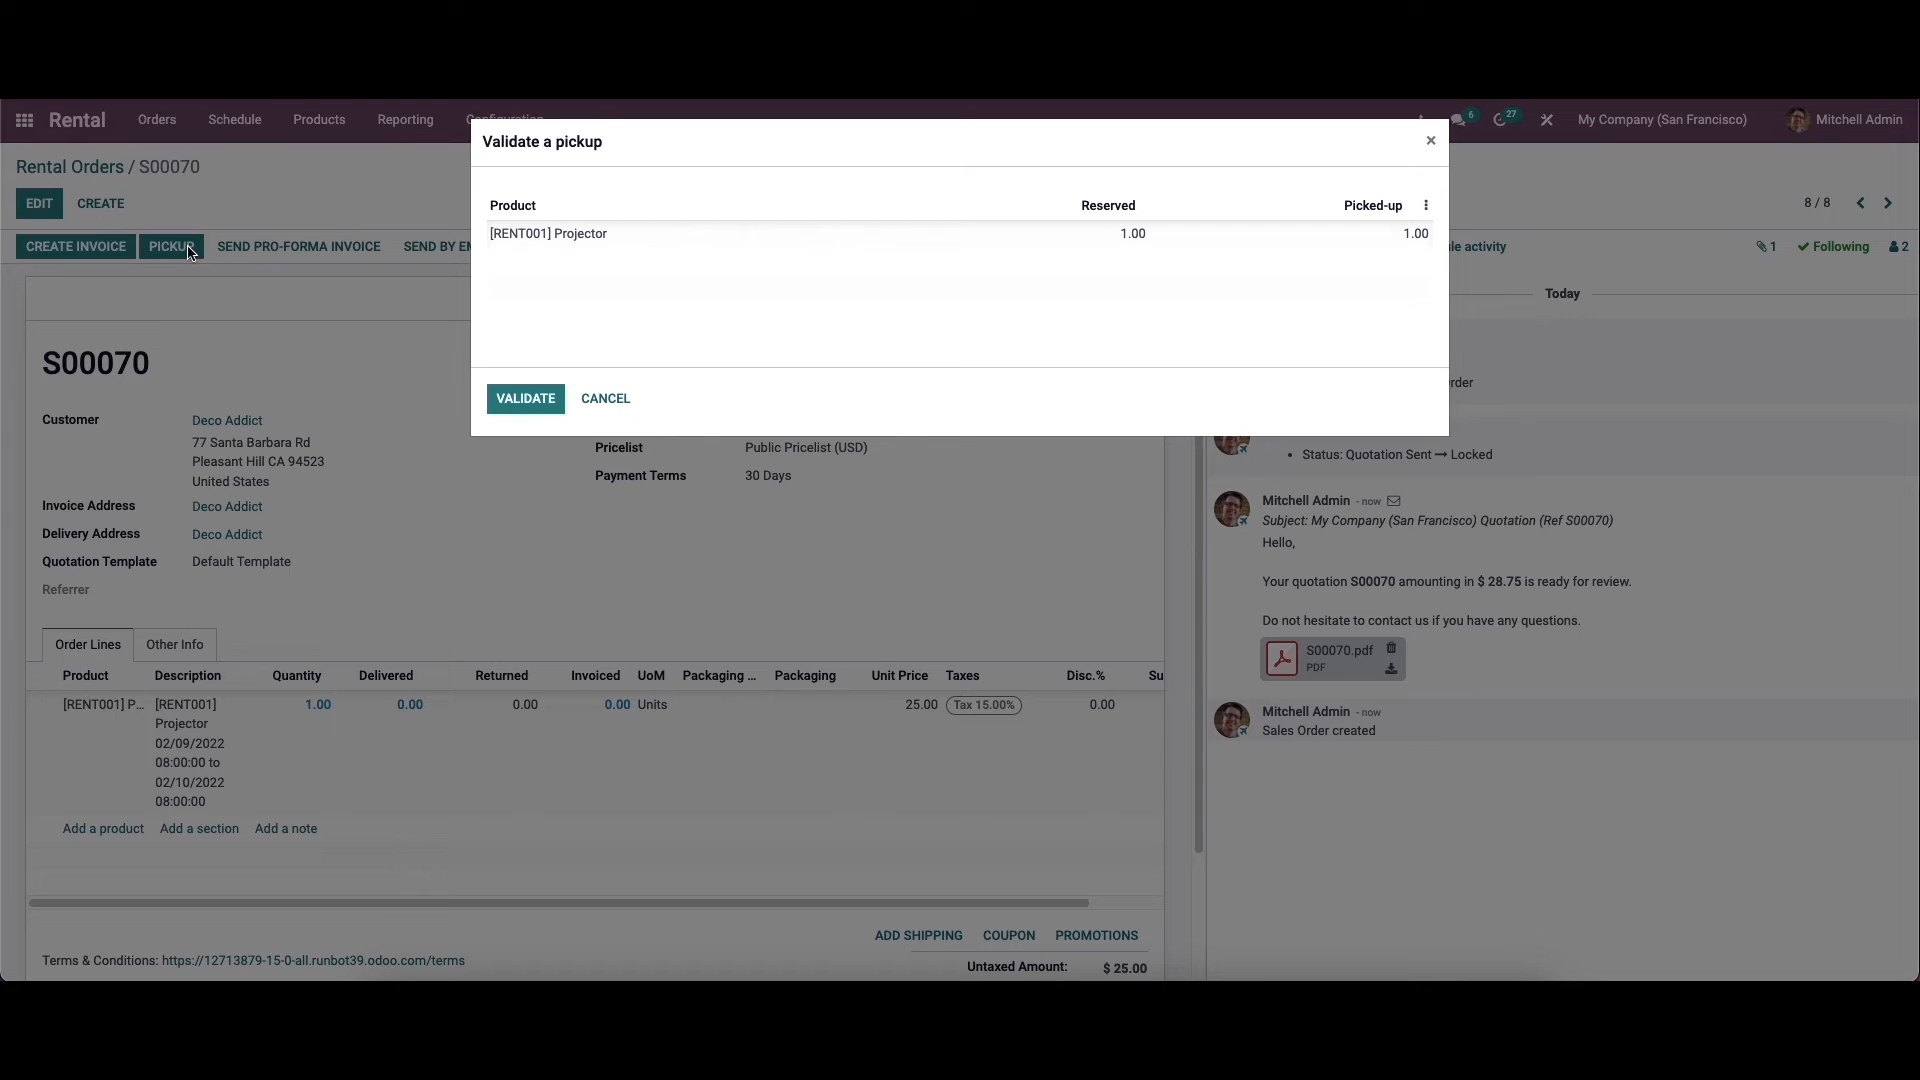 Rental Orders Schedule Products Reporting
6 27 My Company (San Francisco) Mitchell Admin
Validate a pickup ×
Rental Orders / S00070
EDIT CREATE
8 / 8
Product Reserved Picked-up
[RENT001] Projector 1.00 1.00
CREATE INVOICE PICKUP SEND PRO-FORMA INVOICE SEND BY
activity 1 Following 2
Today
S00070
VALIDATE CANCEL
Customer Deco Addict
77 Santa Barbara Rd
Pleasant Hill CA 94523
United States
Invoice Address Deco Addict
Delivery Address Deco Addict
Quotation Template Default Template
Referrer
Pricelist Public Pricelist (USD)
Payment Terms 30 Days
• Status: Quotation Sent → Locked
Mitchell Admin - now
Subject: My Company (San Francisco) Quotation (Ref S00070)
Hello,
Your quotation S00070 amounting in $ 28.75 is ready for review.
Do not hesitate to contact us if you have any questions.
S00070.pdf
PDF
Mitchell Admin - now
Sales Order created
Order Lines Other Info
Product Description Quantity Delivered Returned Invoiced UoM Packaging ... Packaging Unit Price Taxes Disc.% Su
[RENT001] P... [RENT001] 1.00 0.00 0.00 0.00 Units 25.00 Tax 15.00% 0.00
Projector
02/09/2022
08:00:00 to
02/10/2022
08:00:00
Add a product Add a section Add a note
ADD SHIPPING COUPON PROMOTIONS
Terms & Conditions: https://12713879-15-0-all.runbot39.odoo.com/terms
Untaxed Amount: $ 25.00